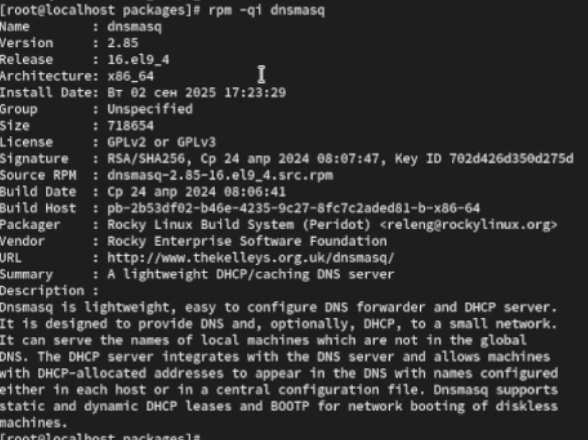 [root@localhost packages]# rpm -qi dnsmasq
Name        : dnsmasq
Version     : 2.85
Release     : 16.el9_4
Architecture: x86_64
Install Date: Вт 02 сен 2025 17:23:29
Group       : Unspecified
Size        : 718654
License     : GPLv2 or GPLv3
Signature   : RSA/SHA256, Ср 24 апр 2024 08:07:47, Key ID 702d426d350d275d
Source RPM  : dnsmasq-2.85-16.el9_4.src.rpm
Build Date  : Ср 24 апр 2024 08:06:41
Build Host  : pb-2b53df02-b46e-4235-9c27-8fc7c2aded81-b-x86-64
Packager    : Rocky Linux Build System (Peridot) <releng@rockylinux.org>
Vendor      : Rocky Enterprise Software Foundation
URL         : http://www.thekelleys.org.uk/dnsmasq/
Summary     : A lightweight DHCP/caching DNS server
Description :
Dnsmasq is lightweight, easy to configure DNS forwarder and DHCP server.
It is designed to provide DNS and, optionally, DHCP, to a small network.
It can serve the names of local machines which are not in the global
DNS. The DHCP server integrates with the DNS server and allows machines
with DHCP-allocated addresses to appear in the DNS with names configured
either in each host or in a central configuration file. Dnsmasq supports
static and dynamic DHCP leases and BOOTP for network booting of diskless
machines.
[root@localhost packages]#